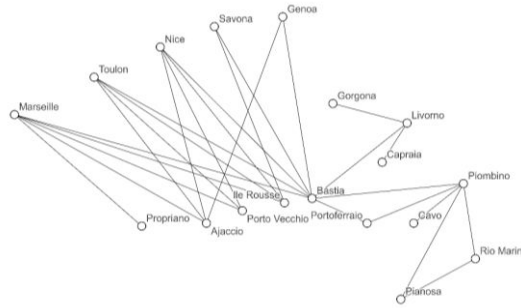 Genoa
Savona
Nice
Toulon
Gorgona
Marseille
Livorno
Capraia
Piombino
Ile Rousse
Bastia
Propriano
Ajaccio
Porto Vecchio
Portoferraio
Cavo
Rio Marin
Pianosa